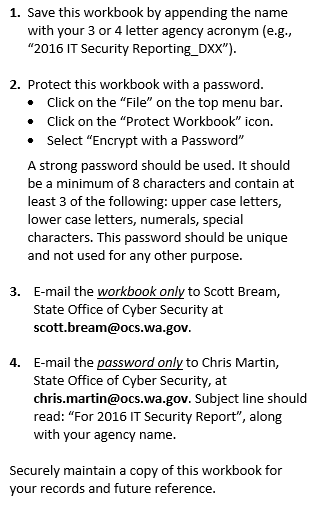 1. Save this workbook by appending the name
with your 3 or 4 letter agency acronym (e.g.,
“2016 IT Security Reporting_DXX”).
2. Protect this workbook with a password.
• Click on the “File” on the top menu bar.
• Click on the “Protect Workbook” icon.
• Select “Encrypt with a Password”
A strong password should be used. It should
be a minimum of 8 characters and contain at
least 3 of the following: upper case letters,
lower case letters, numerals, special
characters. This password should be unique
and not used for any other purpose.
3. E-mail the workbook only to Scott Bream,
State Office of Cyber Security at
scott.bream@ocs.wa.gov.
4. E-mail the password only to Chris Martin,
State Office of Cyber Security, at
chris.martin@ocs.wa.gov. Subject line should
read: “For 2016 IT Security Report”, along
with your agency name.
Securely maintain a copy of this workbook for
your records and future reference.